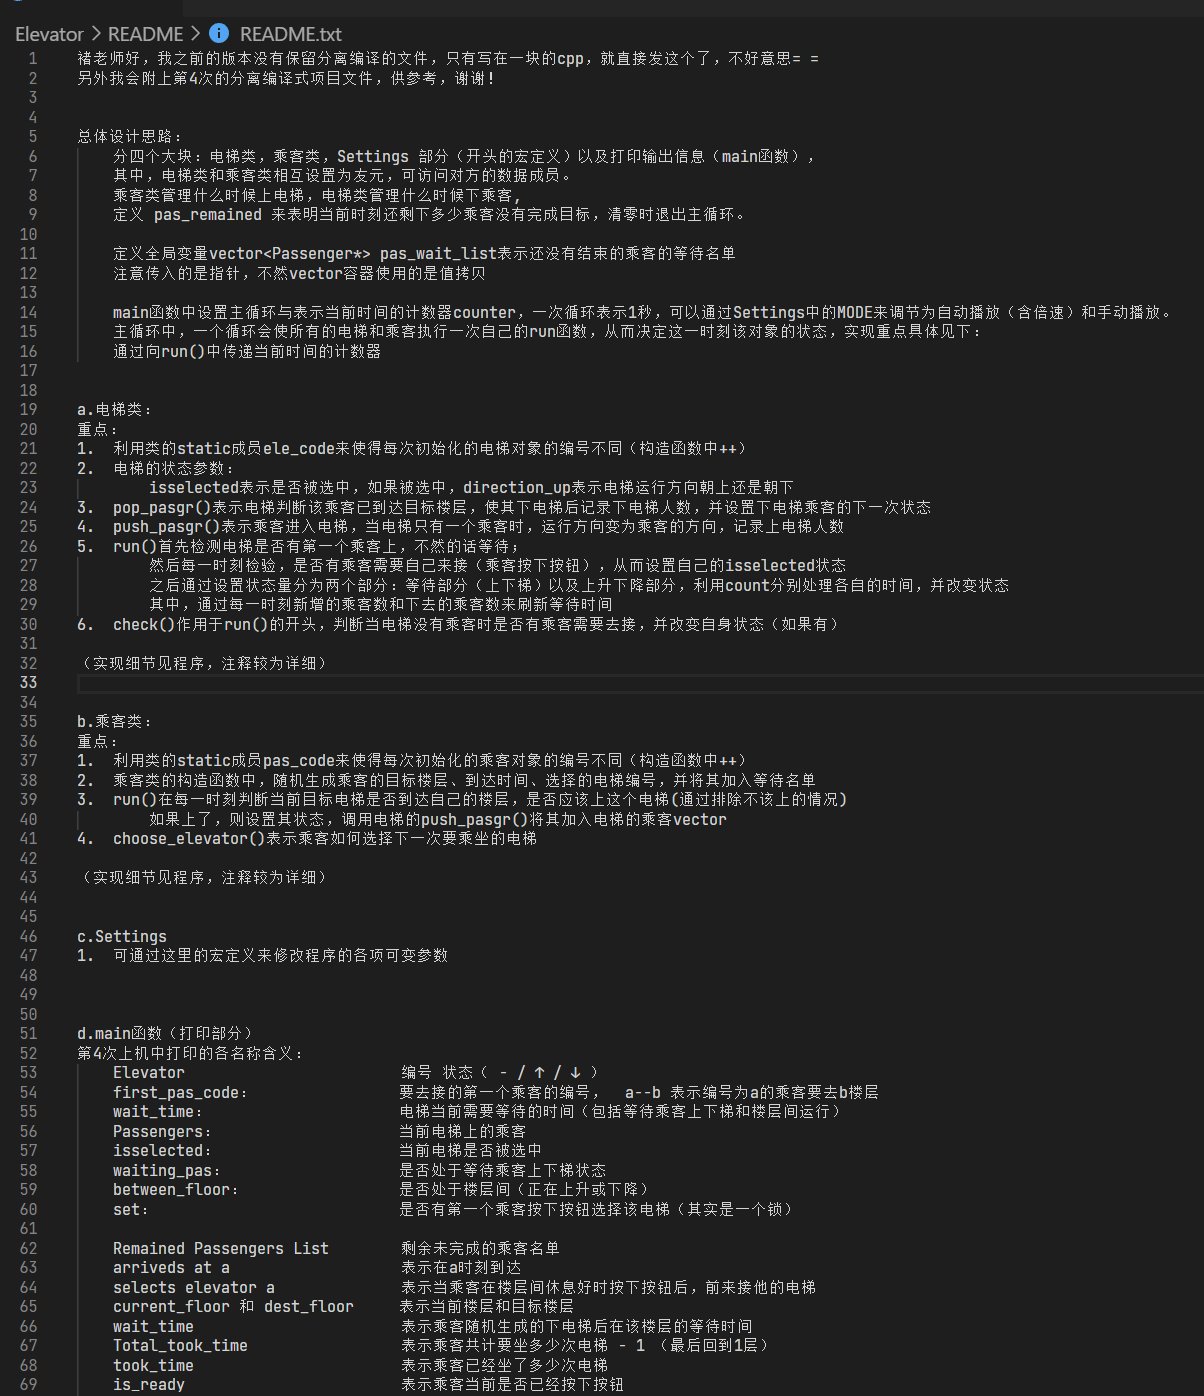 Elevator > README > README.txt
1 褚老师好，我之前的版本没有保留分离编译的文件，只有写在一块的cpp，就直接发这个了，不好意思= =
2 另外我会附上第4次的分离编译式项目文件，供参考，谢谢！
3
4
5 总体设计思路：
6 分四个大块：电梯类，乘客类，Settings 部分（开头的宏定义）以及打印输出信息（main函数），
7 其中，电梯类和乘客类相互设置为友元，可访问对方的数据成员。
8 乘客类管理什么时候上电梯，电梯类管理什么时候下乘客，
9 定义 pas_remained 来表明当前时刻还剩下多少乘客没有完成目标，清零时退出主循环。
10
11 定义全局变量vector<Passenger*> pas_wait_list表示还没有结束的乘客的等待名单
12 注意传入的是指针，不然vector容器使用的是值拷贝
13
14 main函数中设置主循环与表示当前时间的计数器counter，一次循环表示1秒，可以通过Settings中的MODE来调节为自动播放（含倍速）和手动播放。
15 主循环中，一个循环会使所有的电梯和乘客执行一次自己的run函数，从而决定这一时刻该对象的状态，实现重点具体见下：
16 通过向run()中传递当前时间的计数器
17
18
19 a.电梯类：
20 重点：
21 1. 利用类的static成员ele_code来使得每次初始化的电梯对象的编号不同（构造函数中++）
22 2. 电梯的状态参数：
23 isselected表示是否被选中，如果被选中，direction_up表示电梯运行方向朝上还是朝下
24 3. pop_pasgr()表示电梯判断该乘客已到达目标楼层，使其下电梯后记录下电梯人数，并设置下电梯乘客的下一次状态
25 4. push_pasgr()表示乘客进入电梯，当电梯只有一个乘客时，运行方向变为乘客的方向，记录上电梯人数
26 5. run()首先检测电梯是否有第一个乘客上，不然的话等待；
27 然后每一时刻检验，是否有乘客需要自己来接（乘客按下按钮），从而设置自己的isselected状态
28 之后通过设置状态量分为两个部分：等待部分（上下梯）以及上升下降部分，利用count分别处理各自的时间，并改变状态
29 其中，通过每一时刻新增的乘客数和下去的乘客数来刷新等待时间
30 6. check()作用于run()的开头，判断当电梯没有乘客时是否有乘客需要去接，并改变自身状态（如果有）
31
32 （实现细节见程序，注释较为详细）
33
34
35 b.乘客类：
36 重点：
37 1. 利用类的static成员pas_code来使得每次初始化的乘客对象的编号不同（构造函数中++）
38 2. 乘客类的构造函数中，随机生成乘客的目标楼层、到达时间、选择的电梯编号，并将其加入等待名单
39 3. run()在每一时刻判断当前目标电梯是否到达自己的楼层，是否应该上这个电梯(通过排除不该上的情况)
40 如果上了，则设置其状态，调用电梯的push_pasgr()将其加入电梯的乘客vector
41 4. choose_elevator()表示乘客如何选择下一次要乘坐的电梯
42
43 （实现细节见程序，注释较为详细）
44
45
46 c.Settings
47 1. 可通过这里的宏定义来修改程序的各项可变参数
48
49
50
51 d.main函数（打印部分）
52 第4次上机中打印的各名称含义：
53 Elevator 编号 状态（ - / ↑ / ↓ ）
54 first_pas_code： 要去接的第一个乘客的编号， a--b 表示编号为a的乘客要去b楼层
55 wait_time： 电梯当前需要等待的时间（包括等待乘客上下梯和楼层间运行）
56 Passengers： 当前电梯上的乘客
57 isselected： 当前电梯是否被选中
58 waiting_pas： 是否处于等待乘客上下梯状态
59 between_floor： 是否处于楼层间（正在上升或下降）
60 set： 是否有第一个乘客按下按钮选择该电梯（其实是一个锁）
61
62 Remained Passengers List 剩余未完成的乘客名单
63 arriveds at a 表示在a时刻到达
64 selects elevator a 表示当乘客在楼层间休息好时按下按钮后，前来接他的电梯
65 current_floor 和 dest_floor 表示当前楼层和目标楼层
66 wait_time 表示乘客随机生成的下电梯后在该楼层的等待时间
67 Total_took_time 表示乘客共计要坐多少次电梯 - 1 （最后回到1层）
68 took_time 表示乘客已经坐了多少次电梯
69 is_ready 表示乘客当前是否已经按下按钮